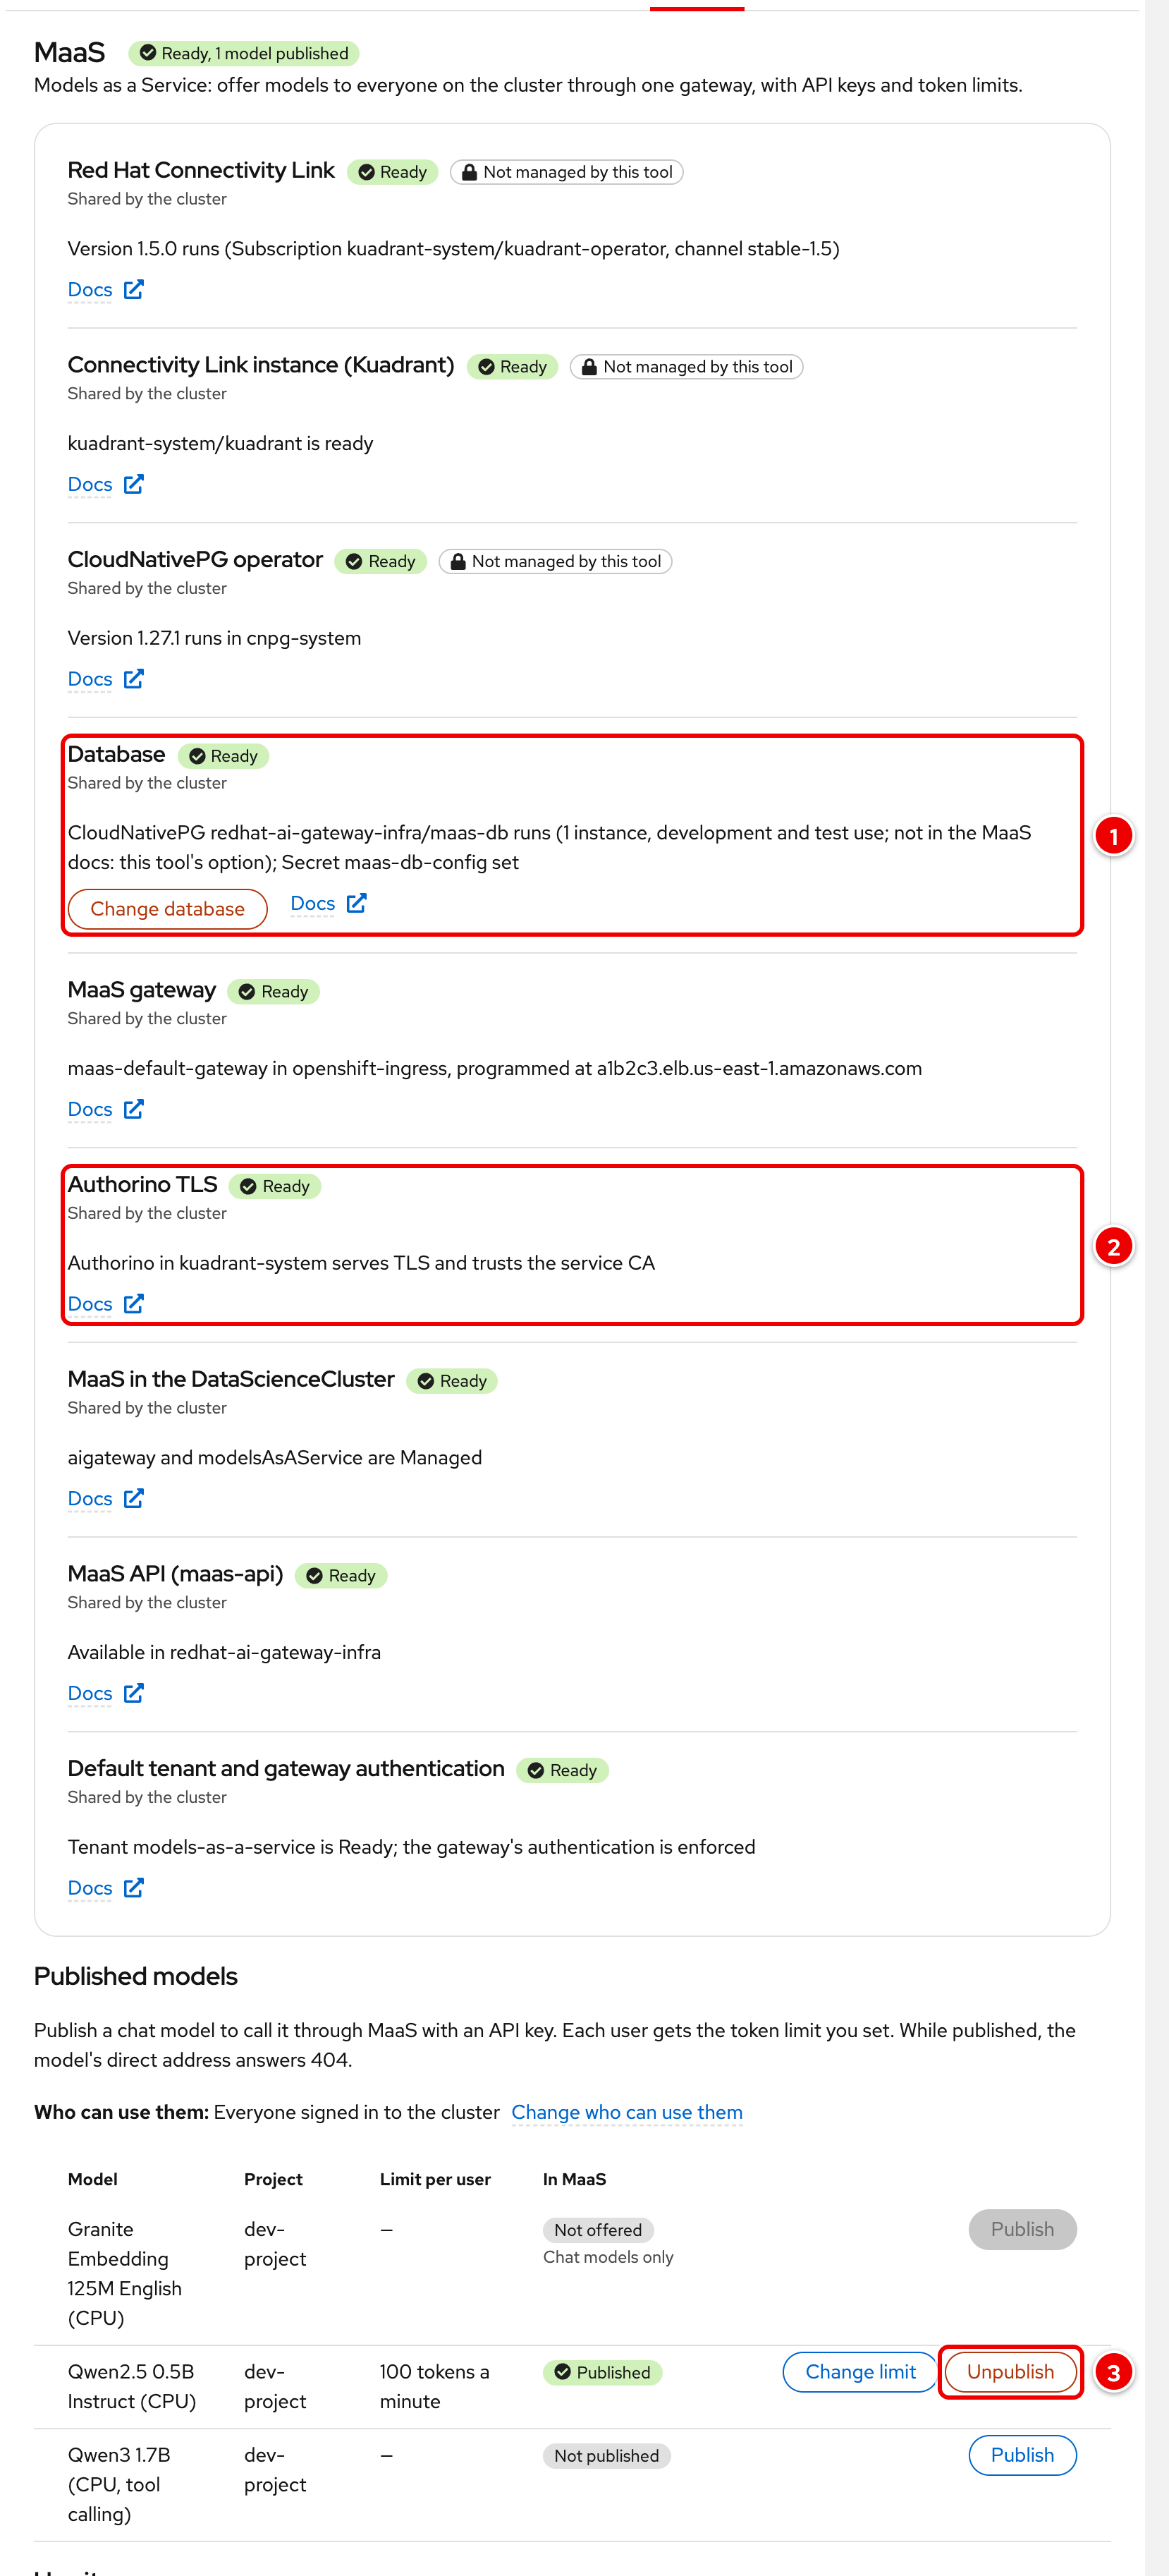 MaaS
Ready, 1 model published
Models as a Service: offer models to everyone on the cluster through one gateway, with API keys and token limits.
Red Hat Connectivity Link
Ready
Not managed by this tool
Shared by the cluster
Version 1.5.0 runs (Subscription kuadrant-system/kuadrant-operator, channel stable-1.5)
Docs
Connectivity Link instance (Kuadrant)
Ready
Not managed by this tool
Shared by the cluster
kuadrant-system/kuadrant is ready
Docs
CloudNativePG operator
Ready
Not managed by this tool
Shared by the cluster
Version 1.27.1 runs in cnpg-system
Docs
Database
Ready
Shared by the cluster
CloudNativePG redhat-ai-gateway-infra/maas-db runs (1 instance, development and test use; not in the MaaS
docs: this tool's option); Secret maas-db-config set
Change database
Docs
1
MaaS gateway
Ready
Shared by the cluster
maas-default-gateway in openshift-ingress, programmed at a1b2c3.elb.us-east-1.amazonaws.com
Docs
Authorino TLS
Ready
Shared by the cluster
Authorino in kuadrant-system serves TLS and trusts the service CA
Docs
2
MaaS in the DataScienceCluster
Ready
Shared by the cluster
aigateway and modelsAsAService are Managed
Docs
MaaS API (maas-api)
Ready
Shared by the cluster
Available in redhat-ai-gateway-infra
Docs
Default tenant and gateway authentication
Ready
Shared by the cluster
Tenant models-as-a-service is Ready; the gateway's authentication is enforced
Docs
Published models
Publish a chat model to call it through MaaS with an API key. Each user gets the token limit you set. While published, the
model's direct address answers 404.
Who can use them: Everyone signed in to the cluster
Change who can use them
Model
Project
Limit per user
In MaaS
Granite
Embedding
125M English
(CPU)
dev-
project
–
Not offered
Chat models only
Publish
Qwen2.5 0.5B
Instruct (CPU)
dev-
project
100 tokens a
minute
Published
Change limit
Unpublish
3
Qwen3 1.7B
(CPU, tool
calling)
dev-
project
–
Not published
Publish